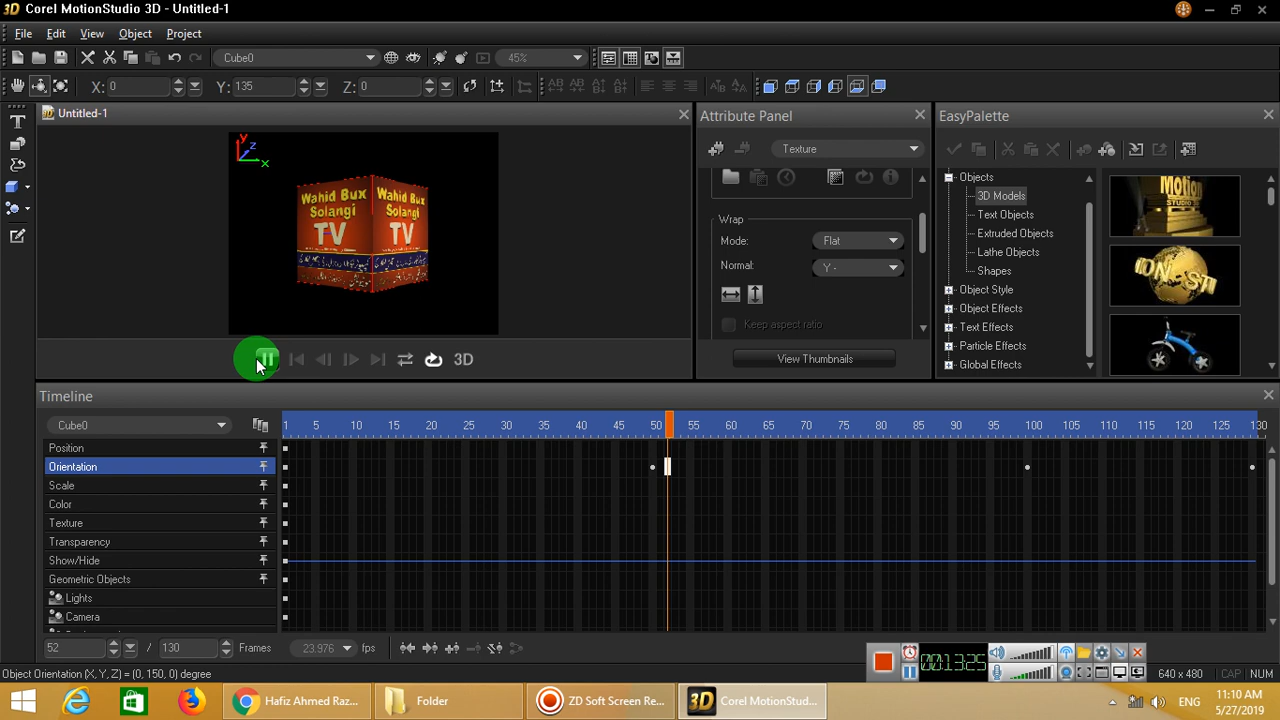 Corel MotionStudio 3D - Untitled-1
File Edit View Object Project
Cube0 45%
X: 0 Y: 135 Z: 0
Untitled-1
Attribute Panel
EasyPalette
Texture
Wrap
Mode: Flat
Normal: Y -
Keep aspect ratio
View Thumbnails
Objects
3D Models
Text Objects
Extruded Objects
Lathe Objects
Shapes
Object Style
Object Effects
Text Effects
Particle Effects
Global Effects
y
z
x
Wahid Bux
Solangi
TV
Wahid Bux
Solangi
TV
3D
Timeline
Cube0
1 5 10 15 20 25 30 35 40 45 50 55 60 65 70 75 80 85 90 95 100 105 110 115 120 125 130
Position
Orientation
Scale
Color
Texture
Transparency
Show/Hide
Geometric Objects
Lights
Camera
52 / 130 Frames 23.976 fps
00:13:25
Object Orientation (X, Y, Z) = (0, 150, 0) degree
640 x 480 CAP NUM
Hafiz Ahmed Raz...
Folder
ZD Soft Screen Re...
3D Corel MotionStud...
ENG
11:10 AM
5/27/2019